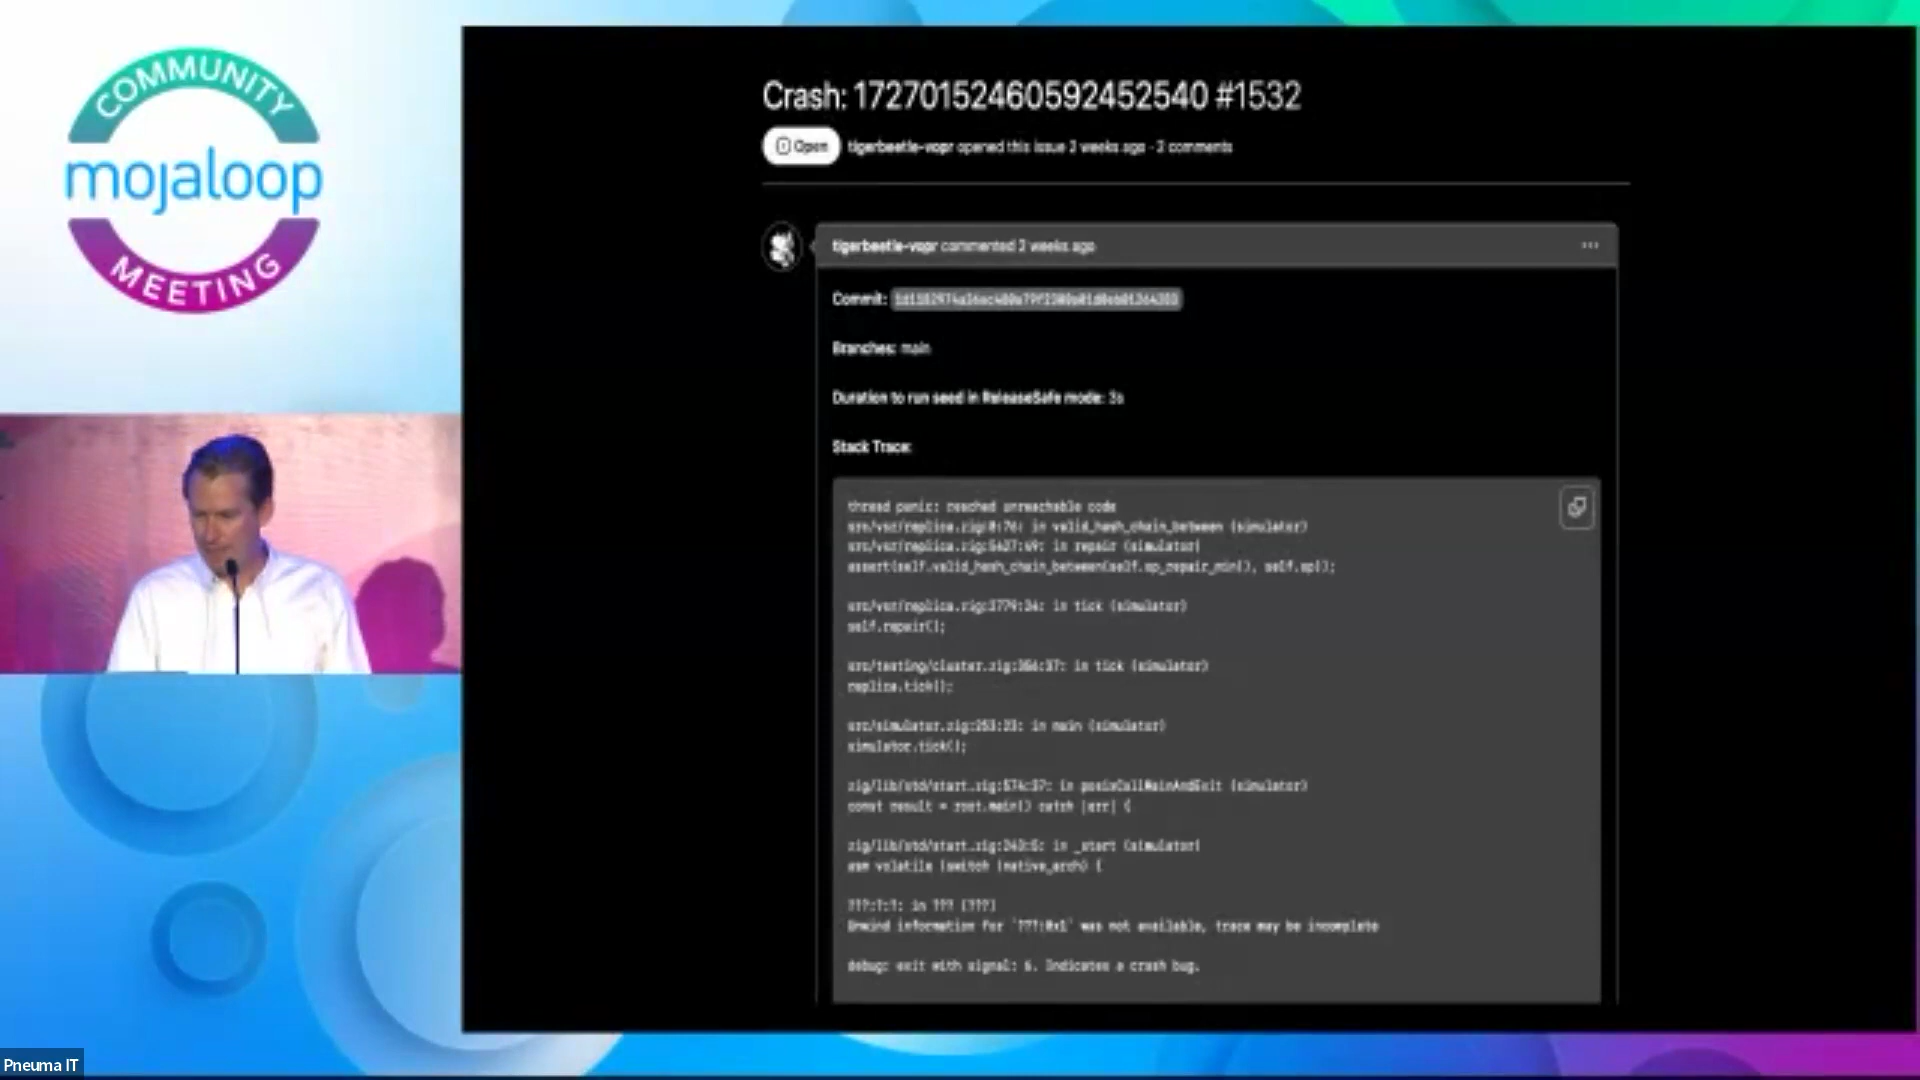 COMMUNITY
mojaloop
MEETING
Crash: 17270152460592452540 #1532
Open
tigerbeetle-vopr opened this issue 2 weeks ago · 2 comments
tigerbeetle-vopr commented 2 weeks ago
Commit:
Branches: main
Duration to run seed in ReleaseSafe mode: 3s
Stack Trace:
thread panic: reached unreachable code
in valid_hash_chain_between (simulator)
in repair (simulator)
assert(self.valid_hash_chain_between(self.op_repair_min(), self.op));
in tick (simulator)
self.repair();
in tick (simulator)
replica.tick();
src/simulator.zig:253:23: in main (simulator)
simulator.tick();
in posixCallMainAndExit (simulator)
const result = root.main() catch |err| {
in _start (simulator)
asm volatile (switch (native_arch) {
???:?:?: in ??? (???)
Unwind information for `???:0x1` was not available, trace may be incomplete
debug: exit with signal: 6. Indicates a crash bug.
Pneuma IT